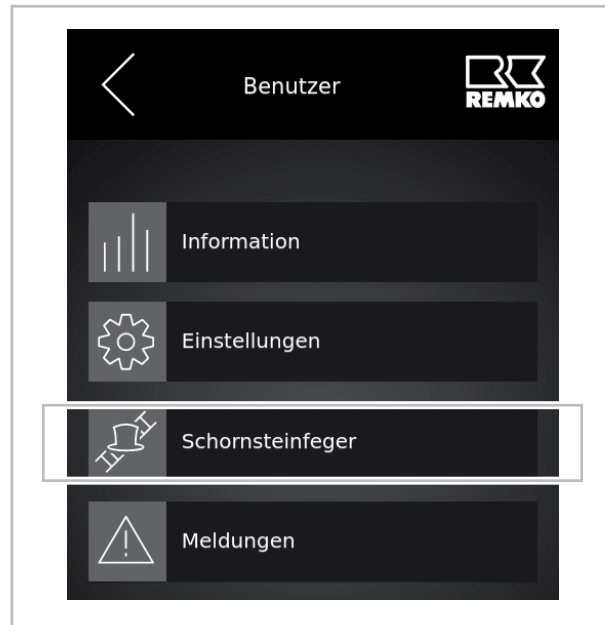 Benutzer
REMKO
Information
Einstellungen
Schornsteinfeger
Meldungen